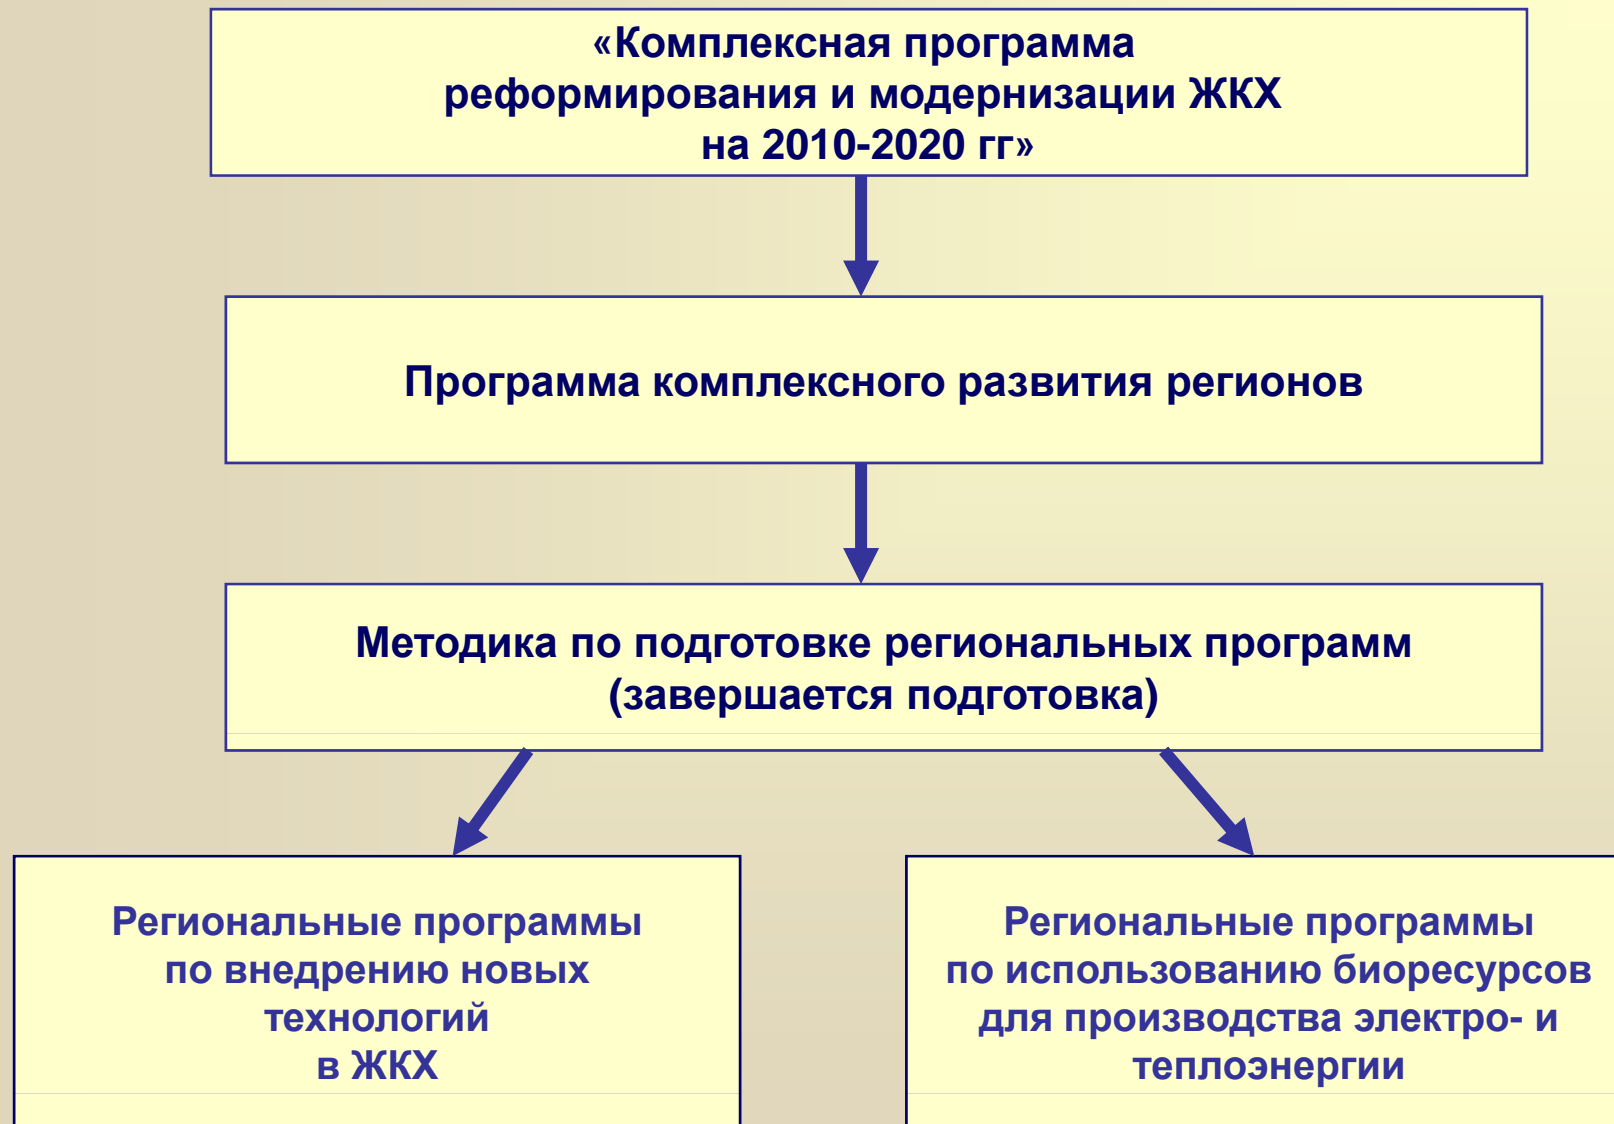 «Комплексная программа
реформирования и модернизации ЖКХ
на 2010-2020 гг»
Программа комплексного развития регионов
Методика по подготовке региональных программ
(завершается подготовка)
Региональные программы
по внедрению новых
технологий
в ЖКХ
Региональные программы
по использованию биоресурсов
для производства электро- и
теплоэнергии